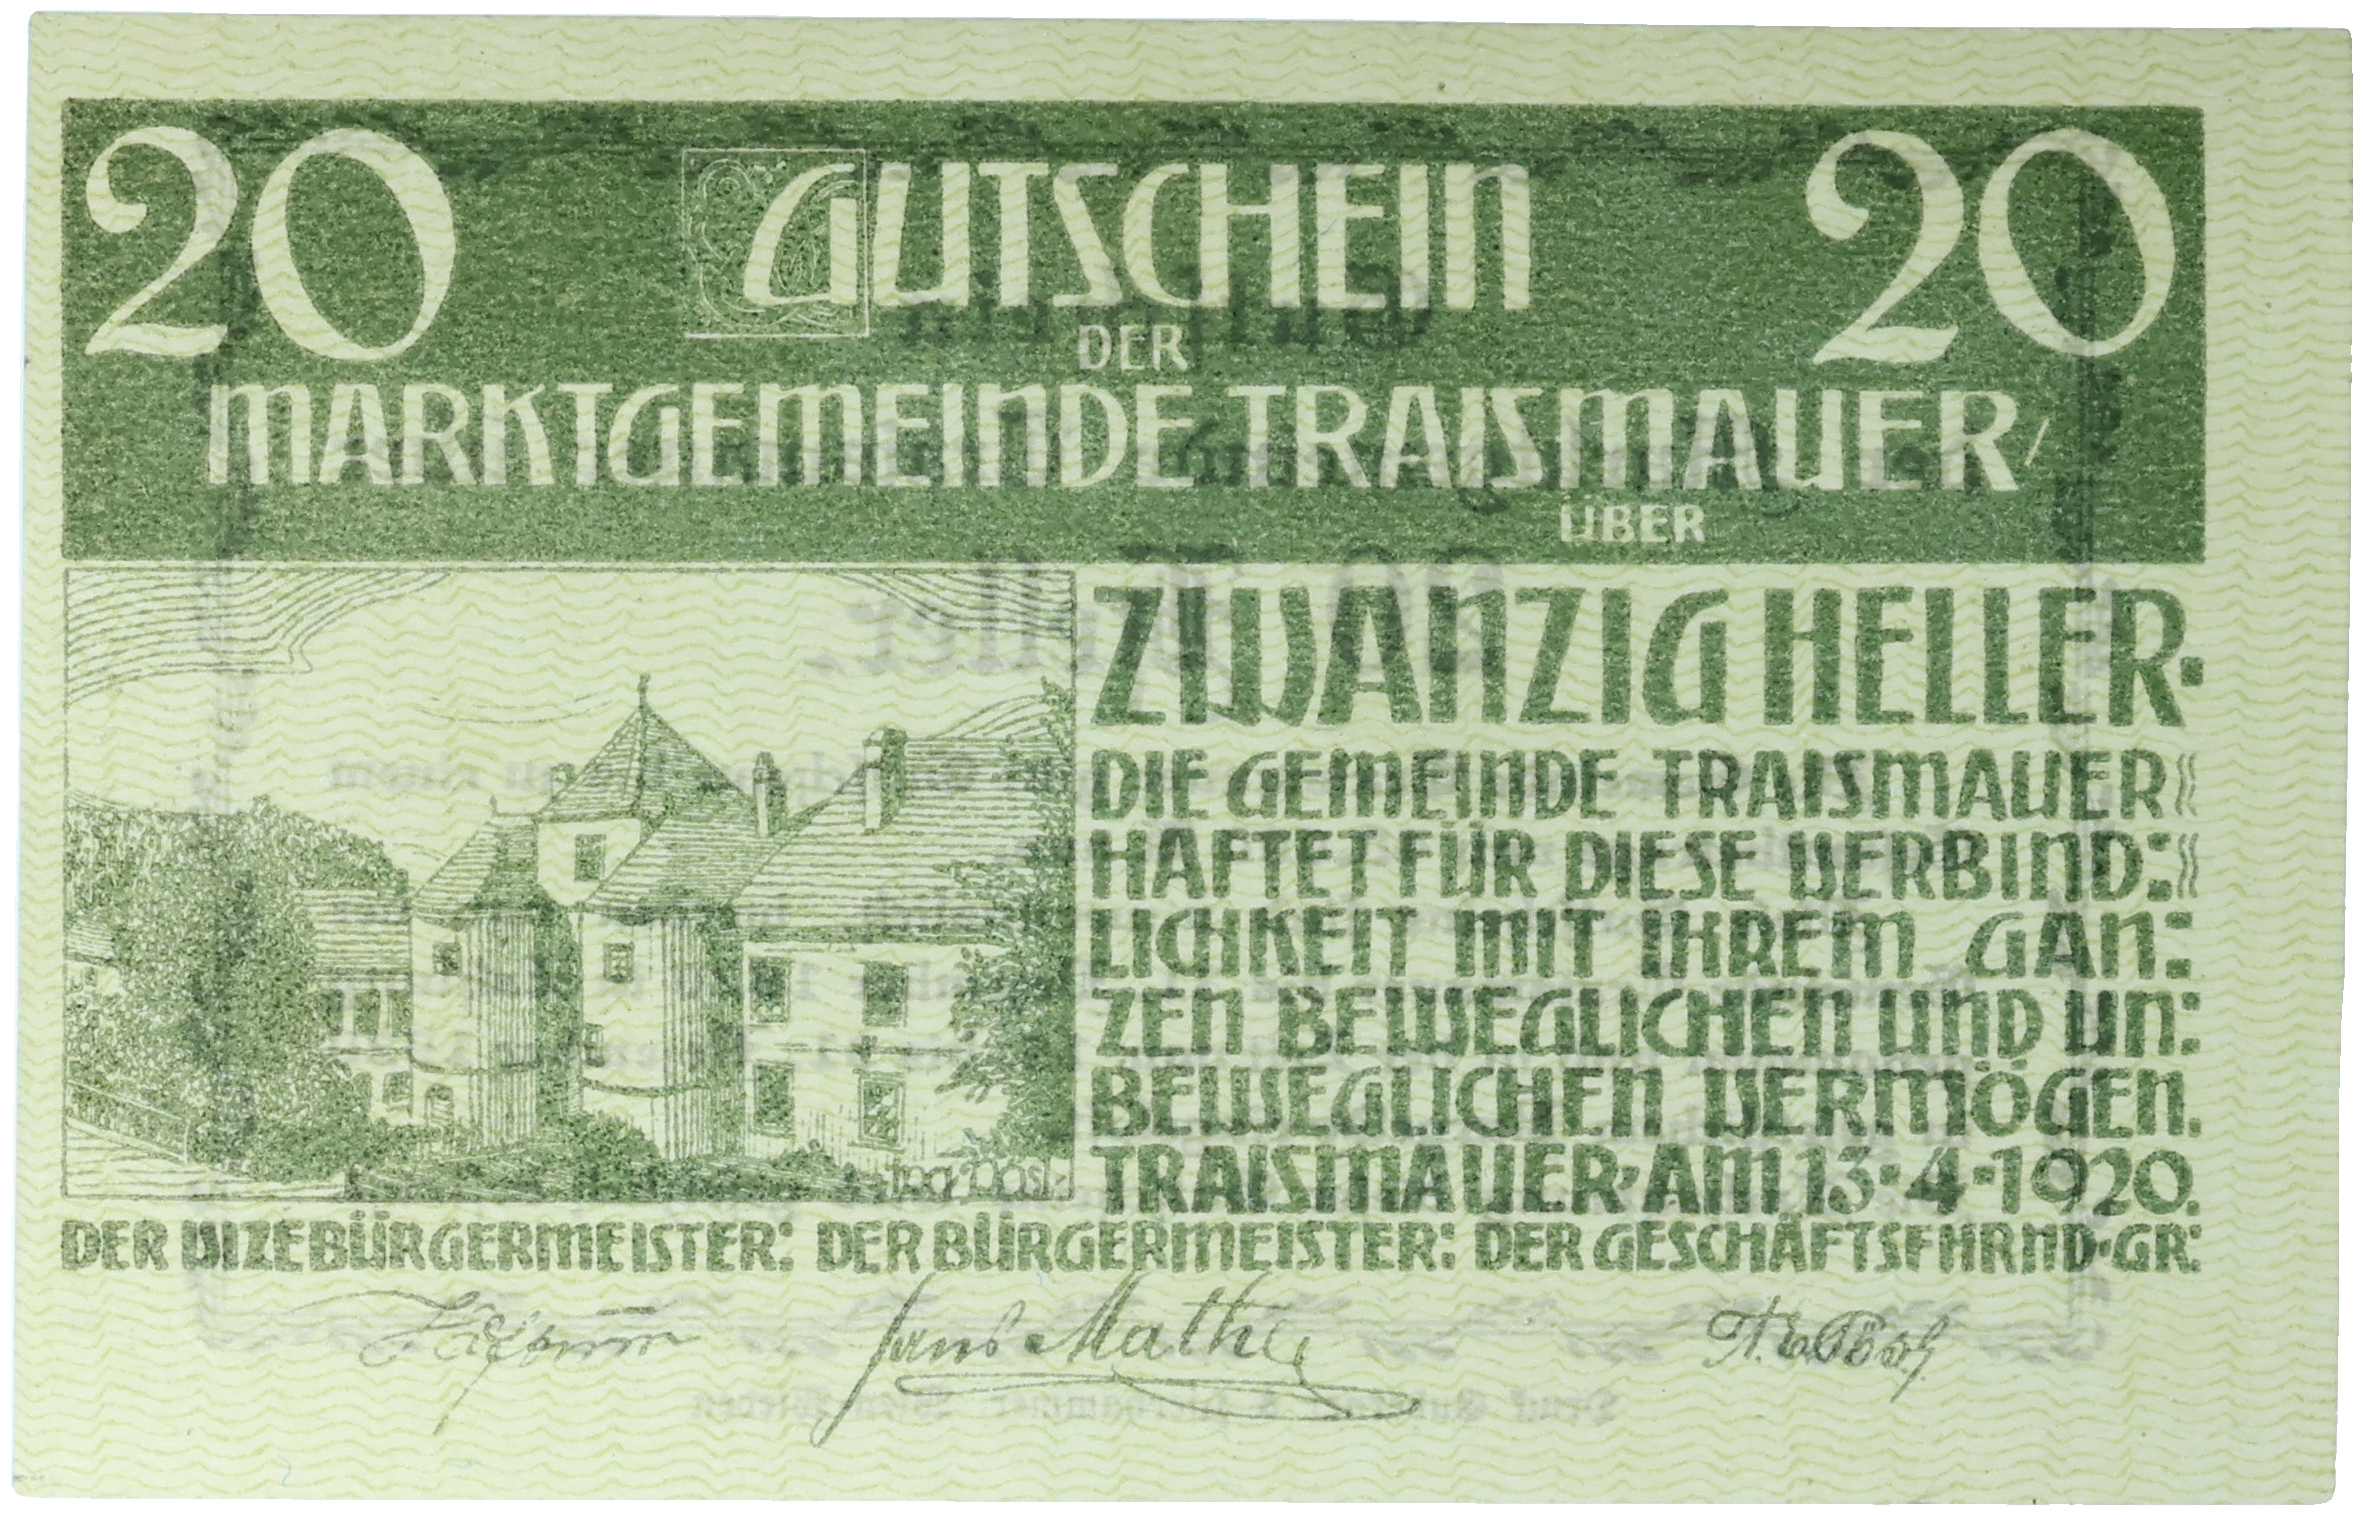 20 GUTSCHEIN 20
DER
MARKTGEMEINDE TRAISMAUER
ÜBER
ZWANZIG HELLER·
DIE GEMEINDE TRAISMAUER
HAFTET FÜR DIESE VERBIND:
LICHKEIT MIT IHREM GAN:
ZEN BEWEGLICHEN UND UN:
BEWEGLICHEN VERMÖGEN.
TRAISMAUER·AM 13·4·1920.
DER VIZEBÜRGERMEISTER: DER BÜRGERMEISTER: DER GESCHÄFTSFHRND·GR: